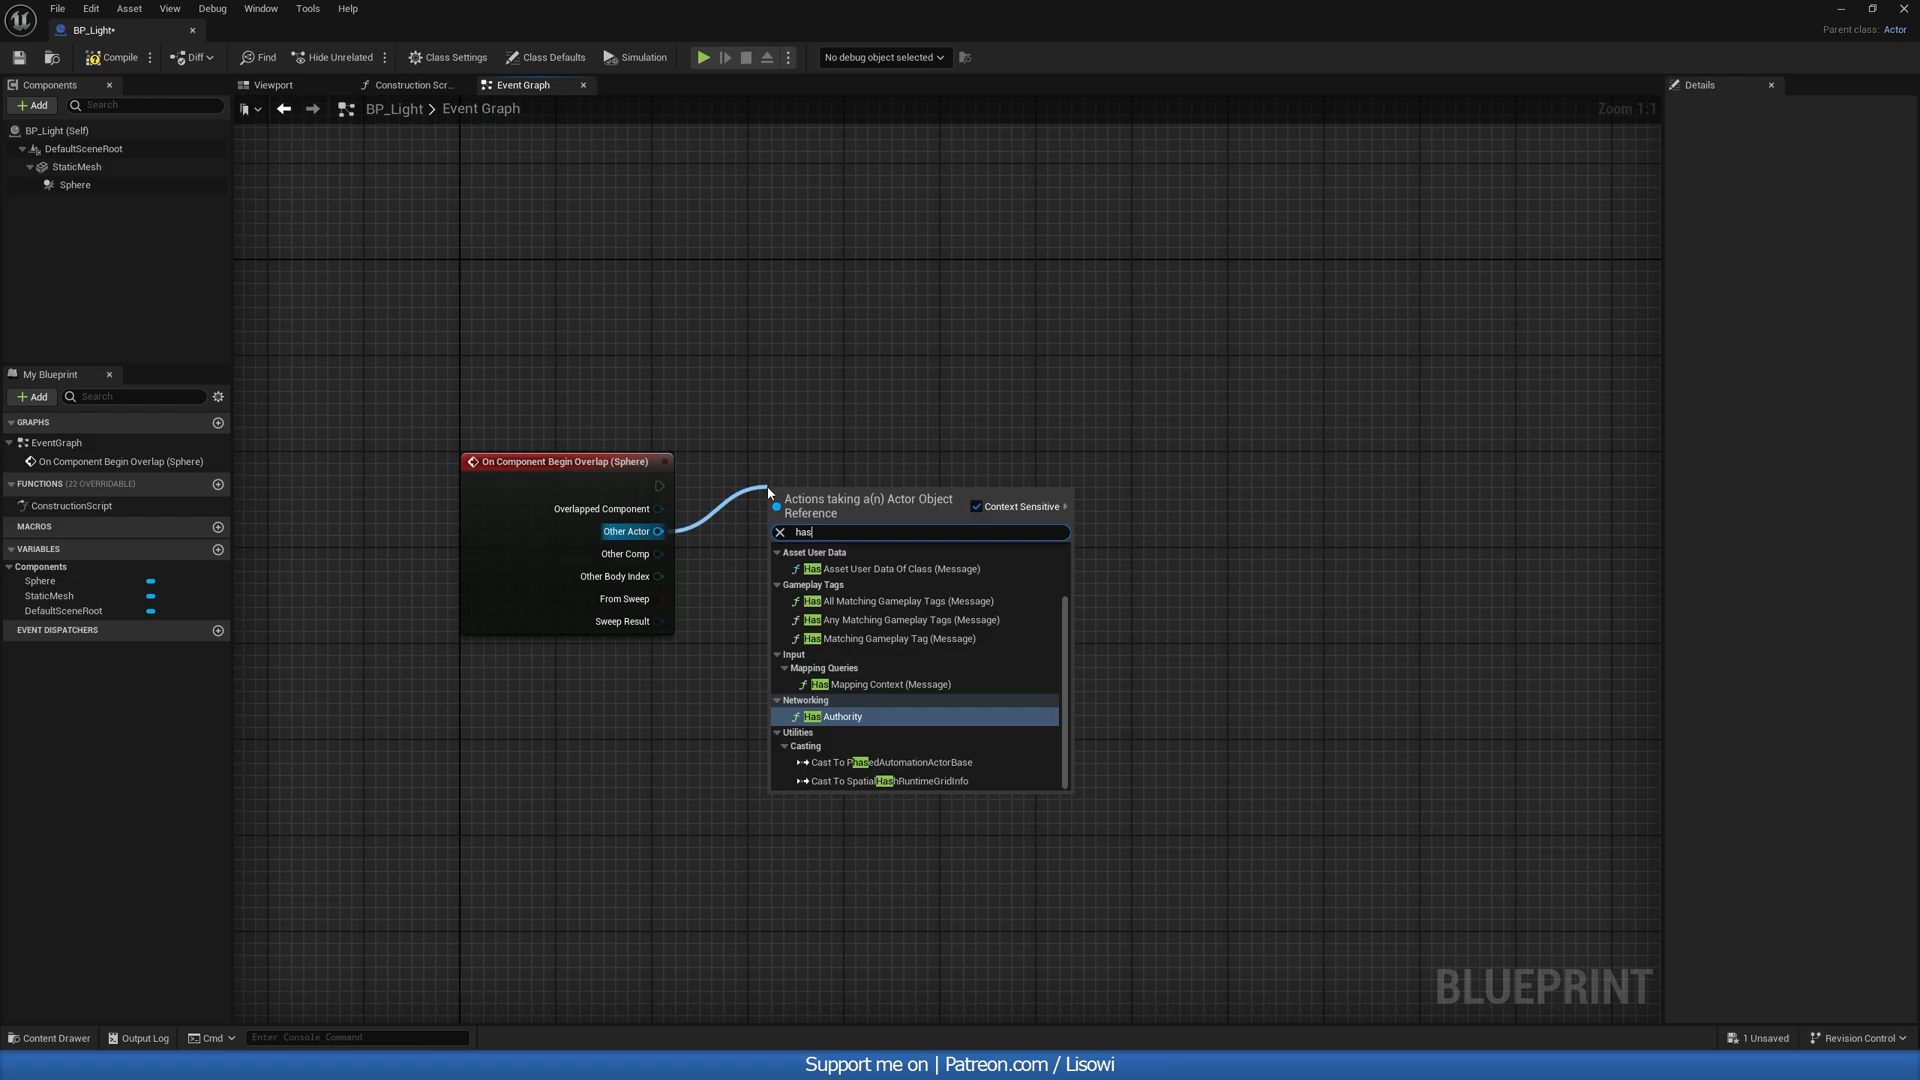 File Edit Asset View Debug Window Tools Help
BP_Light•
Parent class: Actor
Compile Diff Find Hide Unrelated Class Settings Class Defaults Simulation No debug object selected
Components
Viewport Construction Scr... Event Graph
Details
Add Search
BP_Light > Event Graph
Zoom 1:1
BP_Light (Self)
DefaultSceneRoot
StaticMesh
Sphere
My Blueprint
Add Search
GRAPHS
EventGraph
On Component Begin Overlap (Sphere)
FUNCTIONS (22 OVERRIDABLE)
ConstructionScript
MACROS
VARIABLES
Components
Sphere
StaticMesh
DefaultSceneRoot
EVENT DISPATCHERS
On Component Begin Overlap (Sphere)
Overlapped Component
Other Actor
Other Comp
Other Body Index
From Sweep
Sweep Result
Actions taking a(n) Actor Object
Reference
Context Sensitive
has
Asset User Data
Has Asset User Data Of Class (Message)
Gameplay Tags
Has All Matching Gameplay Tags (Message)
Has Any Matching Gameplay Tags (Message)
Has Matching Gameplay Tag (Message)
Input
Mapping Queries
Has Mapping Context (Message)
Networking
Has Authority
Utilities
Casting
Cast To PhasedAutomationActorBase
Cast To SpatialHashRuntimeGridInfo
BLUEPRINT
Content Drawer Output Log Cmd Enter Console Command
1 Unsaved Revision Control
Support me on | Patreon.com / Lisowi